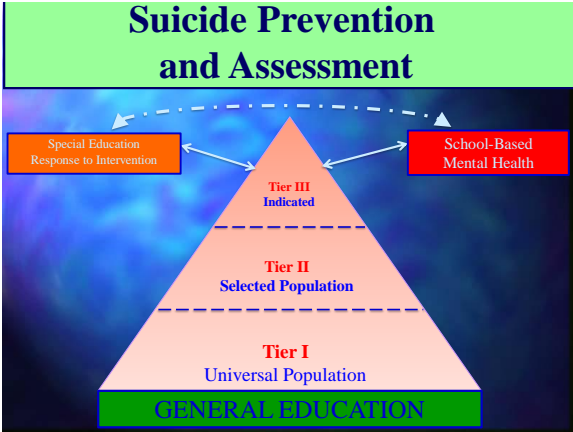 Suicide Prevention
and Assessment
Special Education
Response to Intervention
School-Based
Mental Health
Tier III
Indicated
Tier II
Selected Population
Tier I
Universal Population
GENERAL EDUCATION